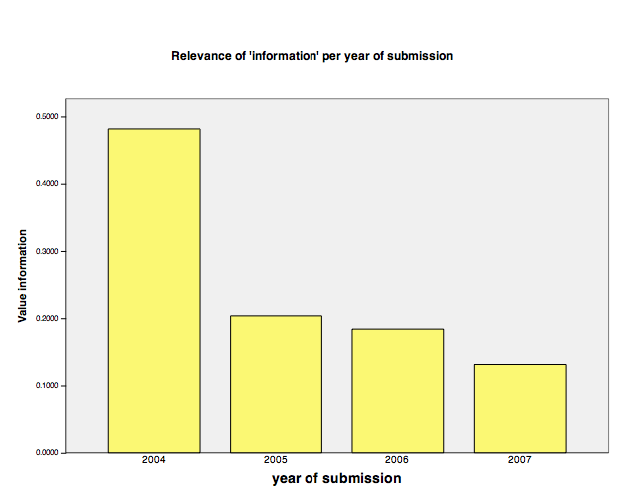 Relevance of 'information' per year of submission
Value information
0.5000
0.4000
0.3000
0.2000
0.1000
0.0000
2004 2005 2006 2007
year of submission